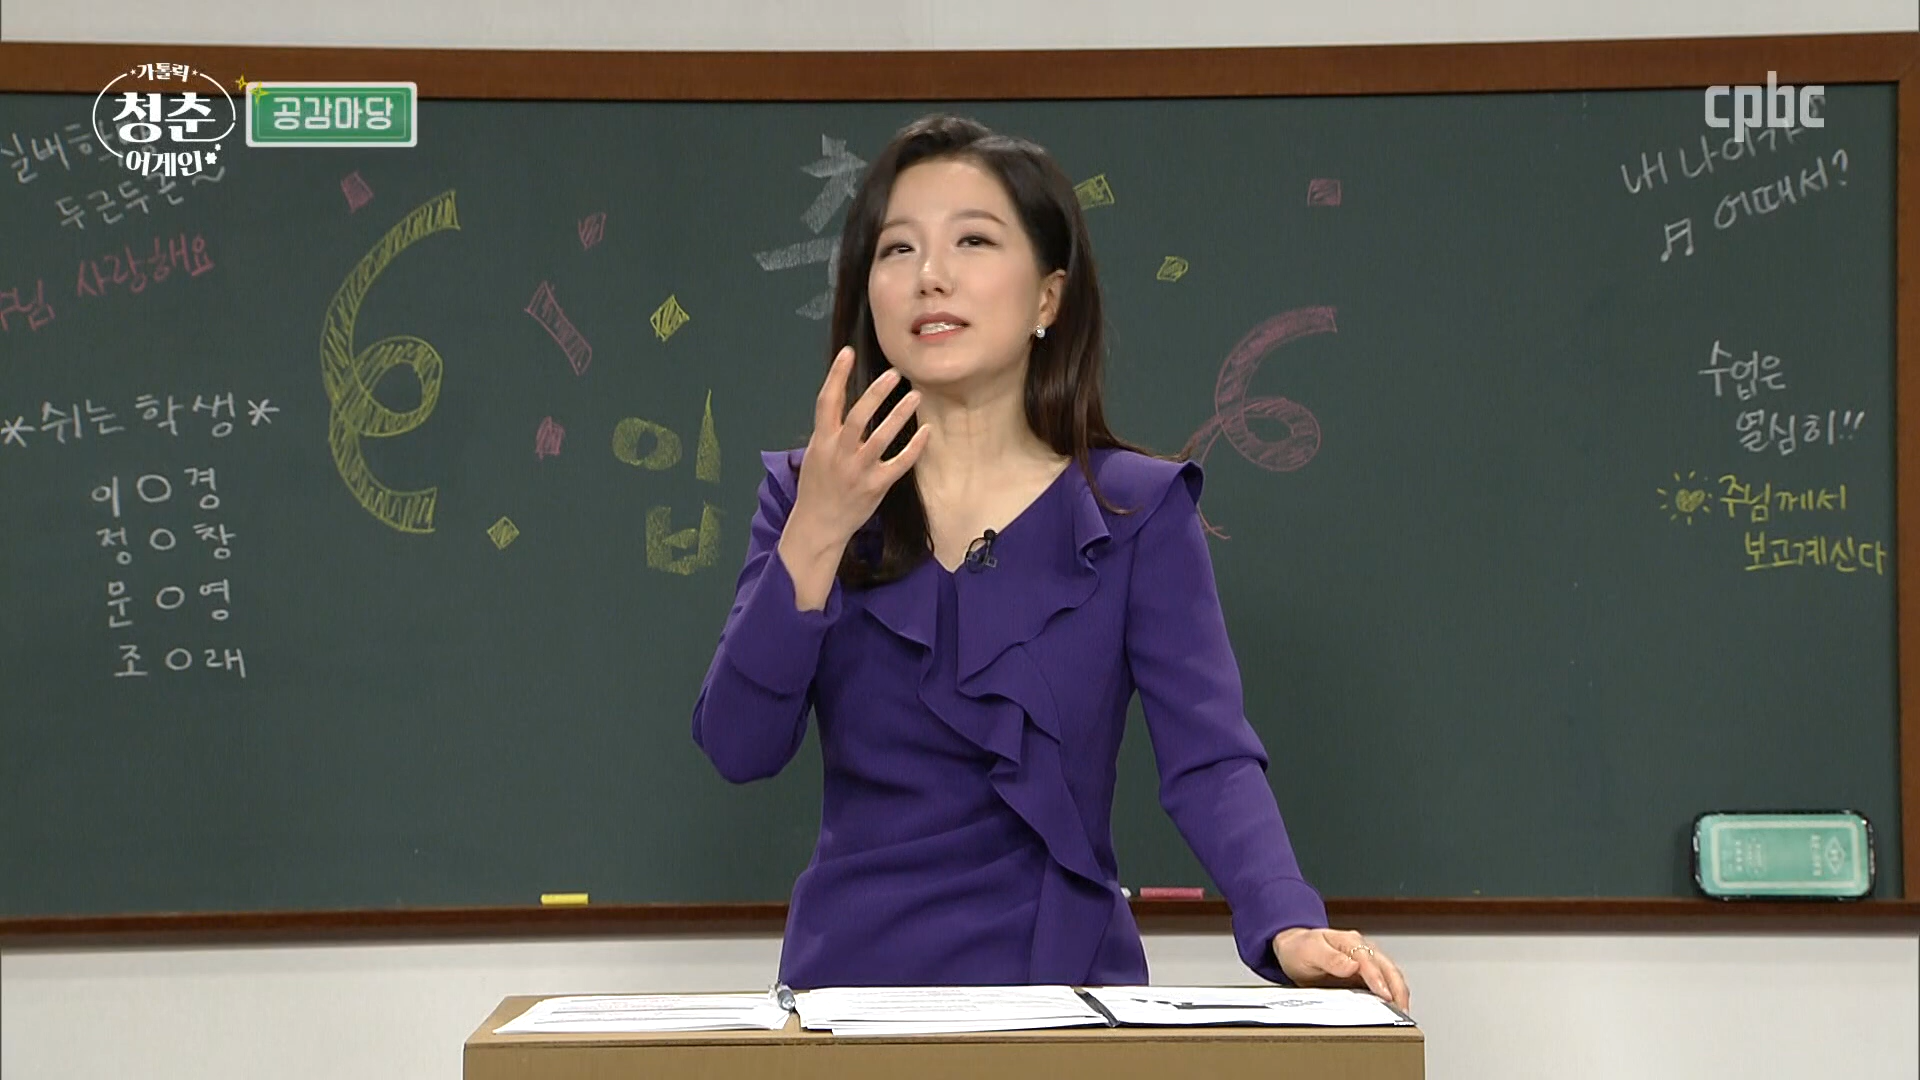 가톨릭
청춘
어게인
공감마당
cpbc
두근두근~
사랑해요
*쉬는 학생*
이○경
정○창
문○영
조○래
입
내 나이가
♬ 어때서?
수업은
열심히!!
주님께서
보고계신다